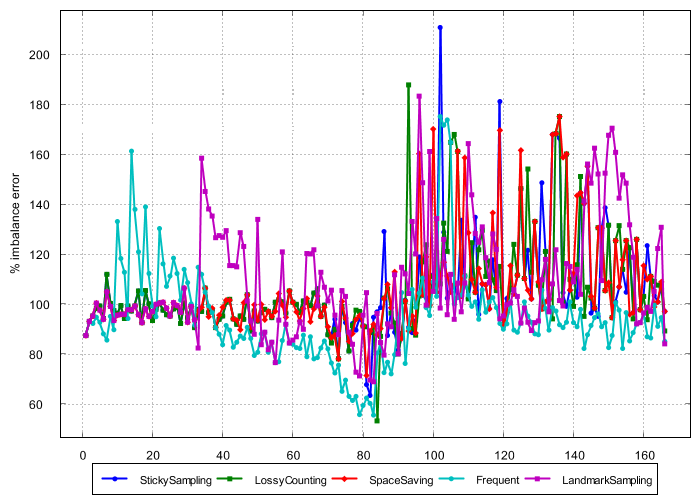 % imbalance error
200
180
160
140
120
100
80
60
0 20 40 60 80 100 120 140 160
StickySampling LossyCounting SpaceSaving Frequent LandmarkSampling